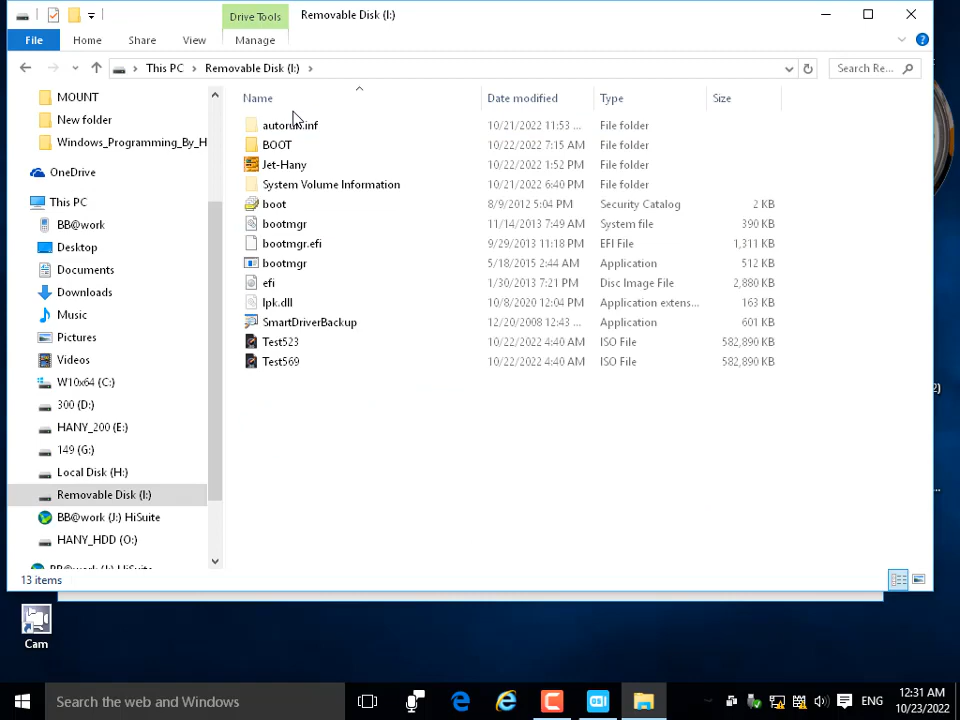 Drive Tools Removable Disk (I:)
File Home Share View Manage
This PC Removable Disk (I:) Search Re...
Name Date modified Type Size
autorun.inf 10/21/2022 11:53 ... File folder
BOOT 10/22/2022 7:15 AM File folder
Jet-Hany 10/22/2022 1:52 PM File folder
System Volume Information 10/21/2022 6:40 PM File folder
boot 8/9/2012 5:04 PM Security Catalog 2 KB
bootmgr 11/14/2013 7:49 AM System file 390 KB
bootmgr.efi 9/29/2013 11:18 PM EFI File 1,311 KB
bootmgr 5/18/2015 2:44 AM Application 512 KB
efi 1/30/2013 7:21 PM Disc Image File 2,880 KB
lpk.dll 10/8/2020 12:04 PM Application extens... 163 KB
SmartDriverBackup 12/20/2008 12:43 ... Application 601 KB
Test523 10/22/2022 4:40 AM ISO File 582,890 KB
Test569 10/22/2022 4:40 AM ISO File 582,890 KB
MOUNT
New folder
Windows_Programming_By_H
OneDrive
This PC
BB@work
Desktop
Documents
Downloads
Music
Pictures
Videos
W10x64 (C:)
300 (D:)
HANY_200 (E:)
149 (G:)
Local Disk (H:)
Removable Disk (I:)
BB@work (J:) HiSuite
HANY_HDD (O:)
BB@work (J:) HiSuite
13 items
Cam
Search the web and Windows
ENG
12:31 AM
10/23/2022